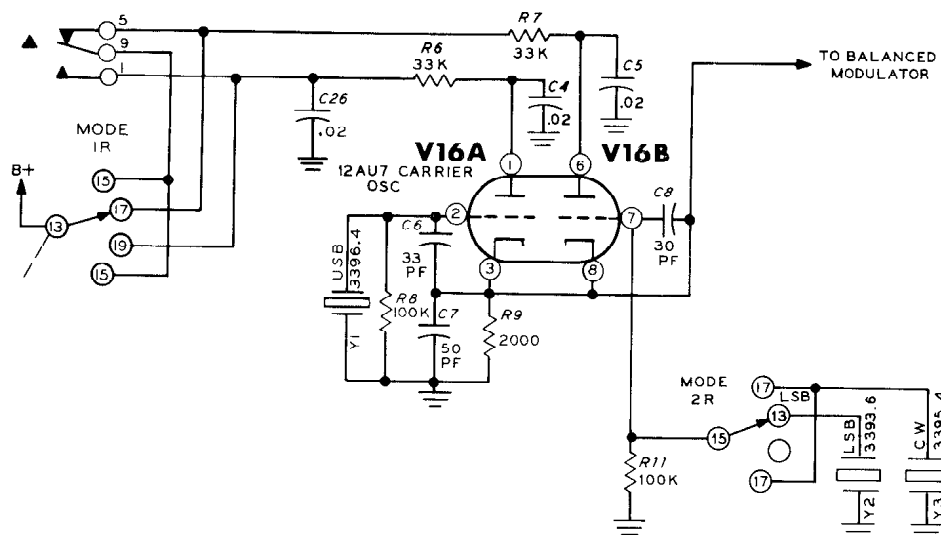 5
9
1
R7
33K
R6
33K
C5
.02
C4
.02
C26
.02
TO BALANCED
MODULATOR
MODE
1R
B+
15
17
13
19
15
V16A
V16B
12AU7 CARRIER
OSC
1
6
2
7
3
8
C8
30
PF
C6
33
PF
USB
3396.4
Y1
R8
100K
C7
50
PF
R9
2000
MODE
2R
17
LSB
13
15
17
R11
100K
LSB
3393.6
Y2
CW
3395.4
Y3